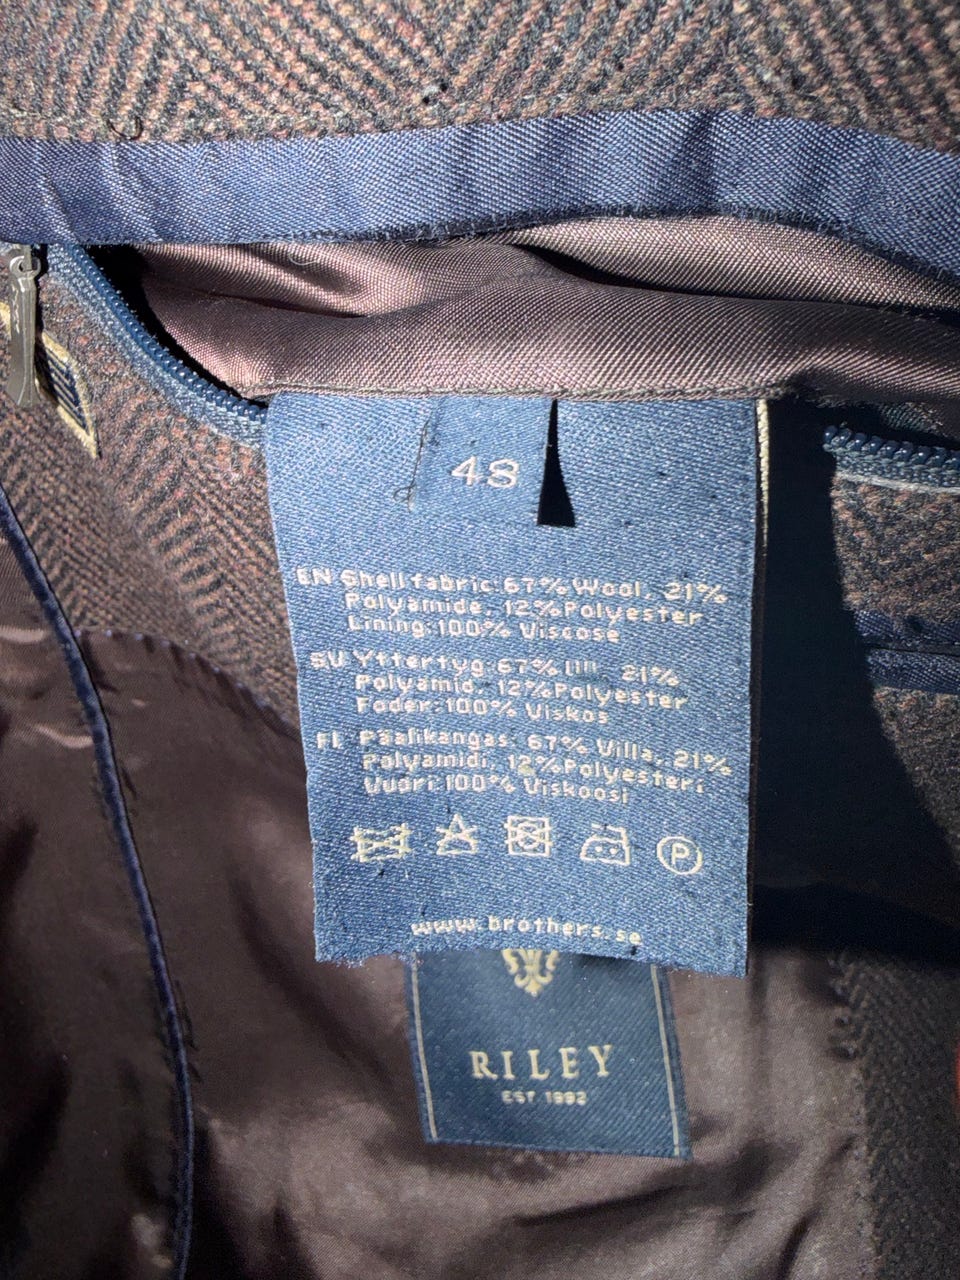 48
EN Shell fabric: 67% Wool, 21%
Polyamide, 12% Polyester
Lining: 100% Viscose
SV Yttertyg: 67% Ull, 21%
Polyamid, 12% Polyester
Foder: 100% Viskos
FI Päälikangas: 67% Villa, 21%
Polyamidi, 12% Polyesteri
Vuori: 100% Viskoosi
P
www.brothers.se
RILEY
EST 1992